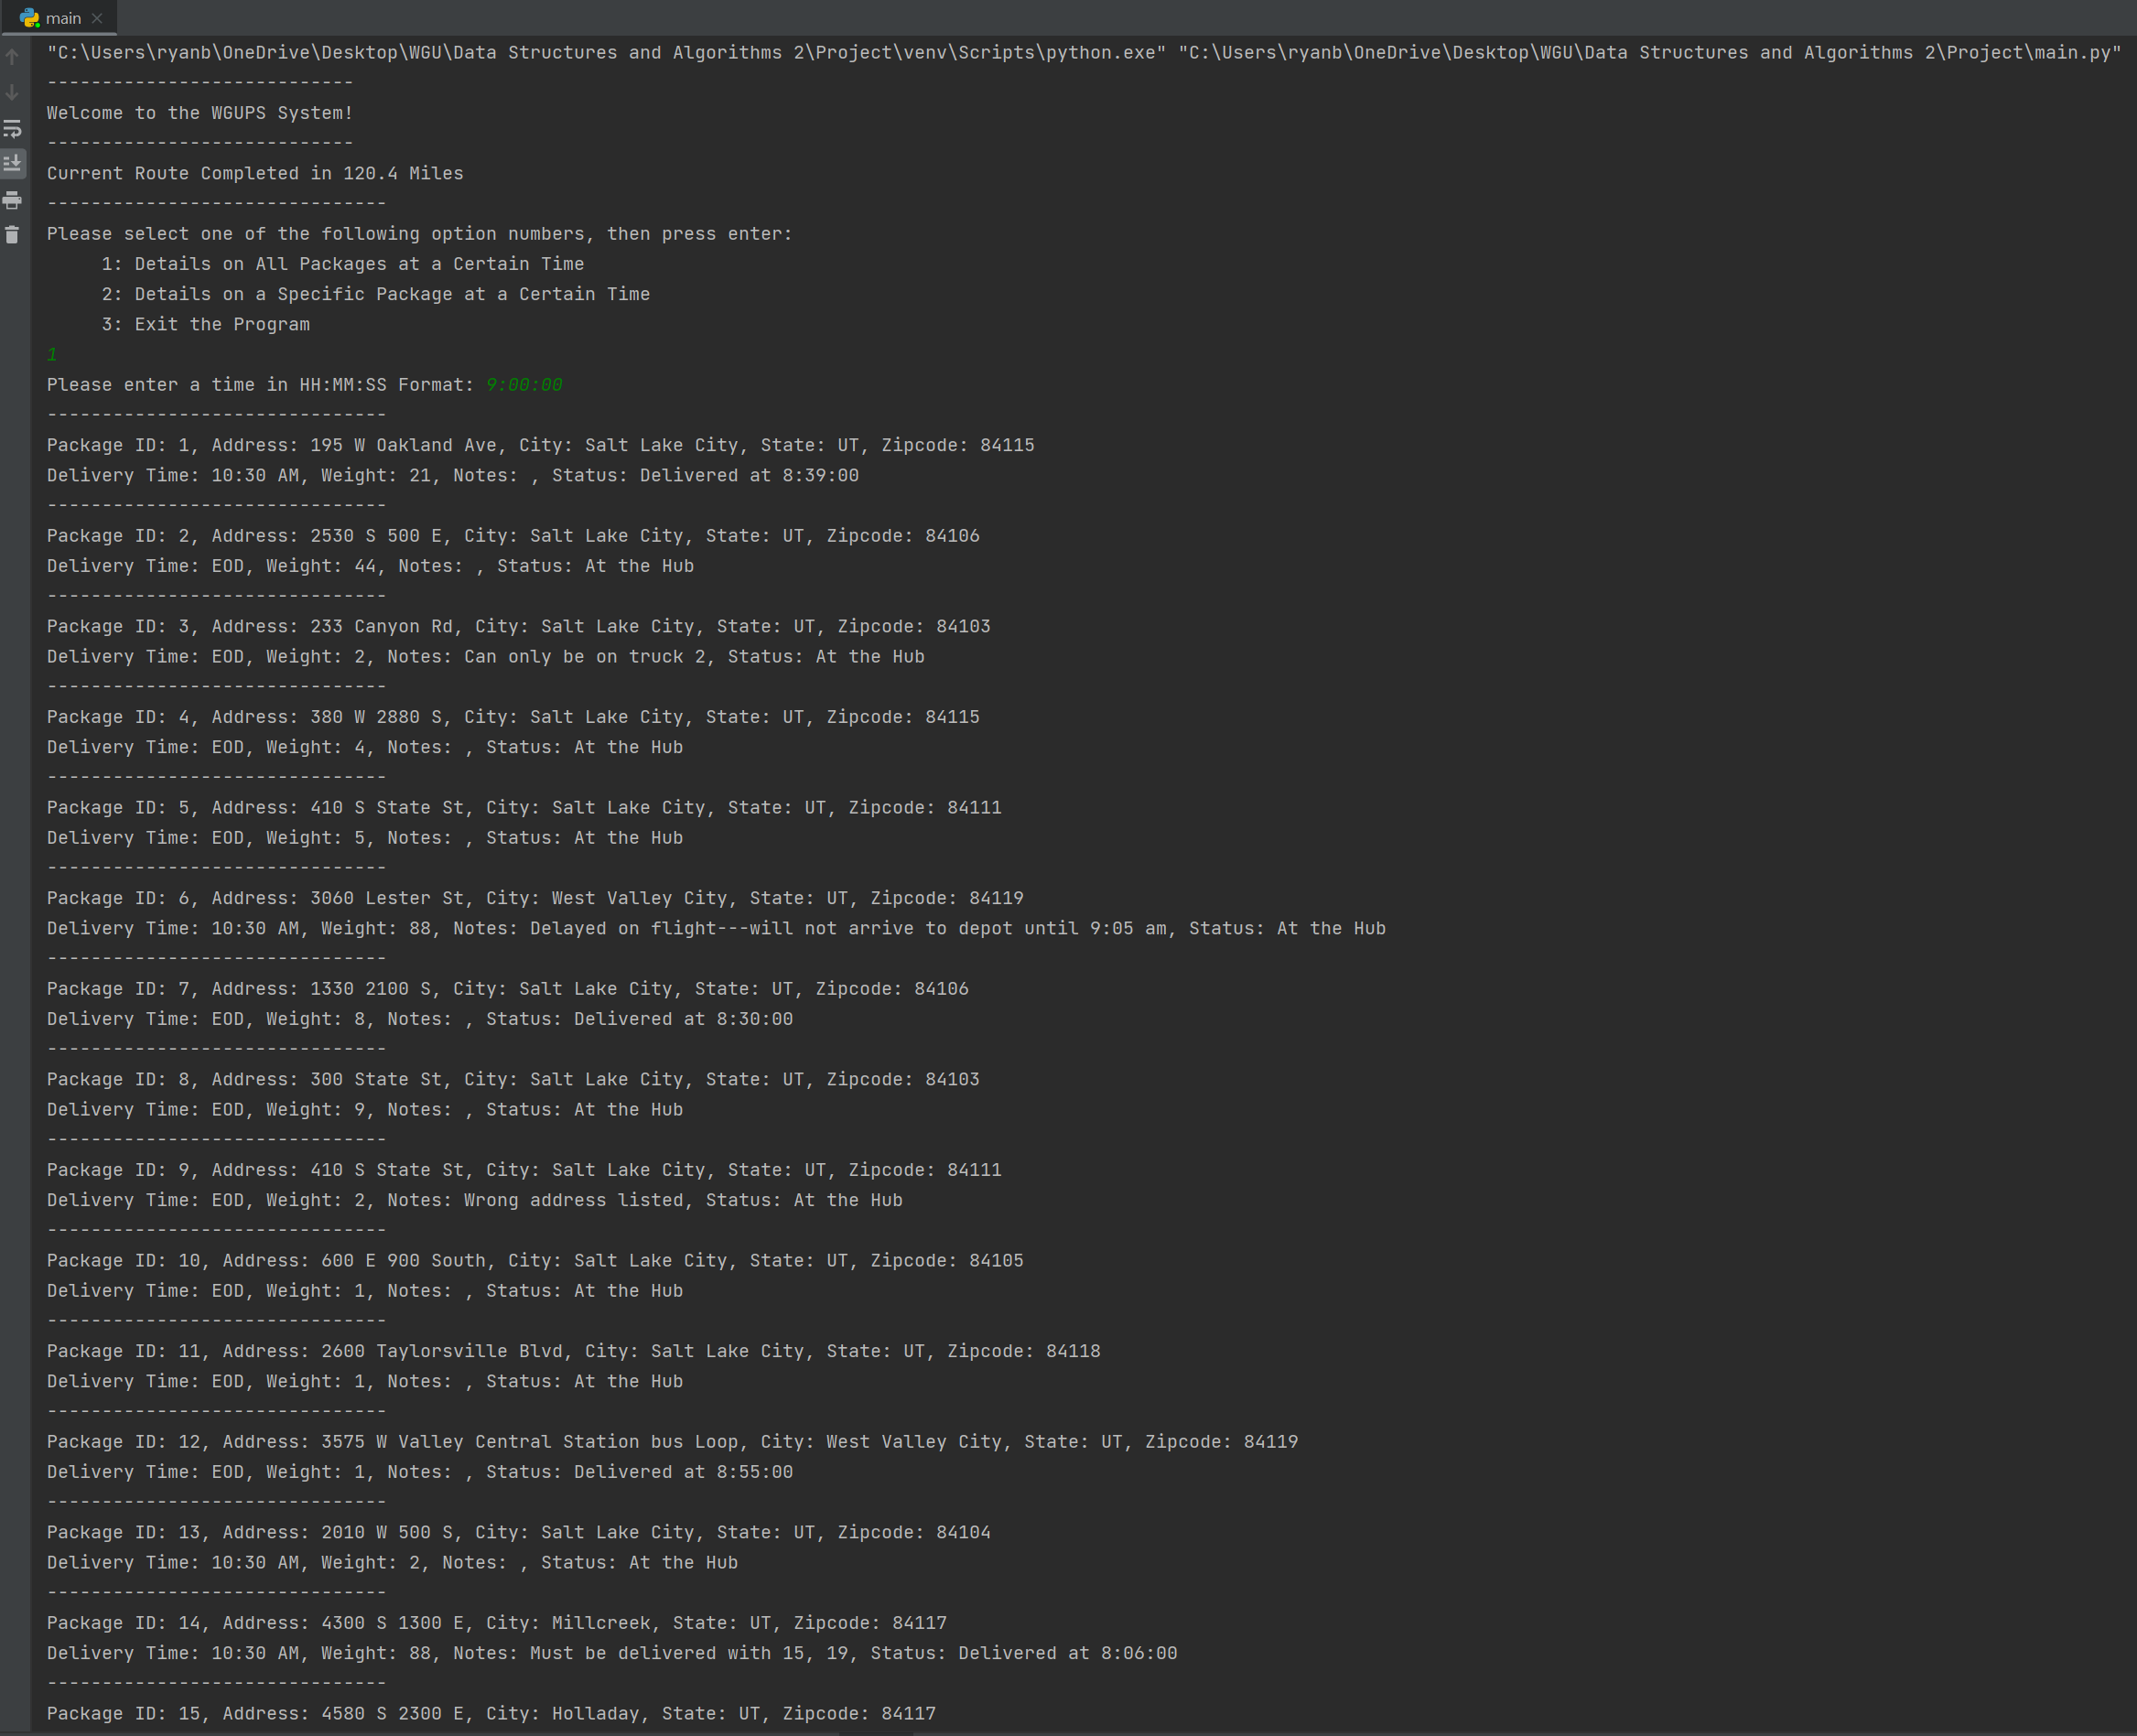 main
"C:\Users\ryanb\OneDrive\Desktop\WGU\Data Structures and Algorithms 2\Project\venv\Scripts\python.exe" "C:\Users\ryanb\OneDrive\Desktop\WGU\Data Structures and Algorithms 2\Project\main.py"
----------------------------
Welcome to the WGUPS System!
----------------------------
Current Route Completed in 120.4 Miles
-------------------------------
Please select one of the following option numbers, then press enter:
     1: Details on All Packages at a Certain Time
     2: Details on a Specific Package at a Certain Time
     3: Exit the Program
1
Please enter a time in HH:MM:SS Format: 9:00:00
-------------------------------
Package ID: 1, Address: 195 W Oakland Ave, City: Salt Lake City, State: UT, Zipcode: 84115
Delivery Time: 10:30 AM, Weight: 21, Notes: , Status: Delivered at 8:39:00
-------------------------------
Package ID: 2, Address: 2530 S 500 E, City: Salt Lake City, State: UT, Zipcode: 84106
Delivery Time: EOD, Weight: 44, Notes: , Status: At the Hub
-------------------------------
Package ID: 3, Address: 233 Canyon Rd, City: Salt Lake City, State: UT, Zipcode: 84103
Delivery Time: EOD, Weight: 2, Notes: Can only be on truck 2, Status: At the Hub
-------------------------------
Package ID: 4, Address: 380 W 2880 S, City: Salt Lake City, State: UT, Zipcode: 84115
Delivery Time: EOD, Weight: 4, Notes: , Status: At the Hub
-------------------------------
Package ID: 5, Address: 410 S State St, City: Salt Lake City, State: UT, Zipcode: 84111
Delivery Time: EOD, Weight: 5, Notes: , Status: At the Hub
-------------------------------
Package ID: 6, Address: 3060 Lester St, City: West Valley City, State: UT, Zipcode: 84119
Delivery Time: 10:30 AM, Weight: 88, Notes: Delayed on flight---will not arrive to depot until 9:05 am, Status: At the Hub
-------------------------------
Package ID: 7, Address: 1330 2100 S, City: Salt Lake City, State: UT, Zipcode: 84106
Delivery Time: EOD, Weight: 8, Notes: , Status: Delivered at 8:30:00
-------------------------------
Package ID: 8, Address: 300 State St, City: Salt Lake City, State: UT, Zipcode: 84103
Delivery Time: EOD, Weight: 9, Notes: , Status: At the Hub
-------------------------------
Package ID: 9, Address: 410 S State St, City: Salt Lake City, State: UT, Zipcode: 84111
Delivery Time: EOD, Weight: 2, Notes: Wrong address listed, Status: At the Hub
-------------------------------
Package ID: 10, Address: 600 E 900 South, City: Salt Lake City, State: UT, Zipcode: 84105
Delivery Time: EOD, Weight: 1, Notes: , Status: At the Hub
-------------------------------
Package ID: 11, Address: 2600 Taylorsville Blvd, City: Salt Lake City, State: UT, Zipcode: 84118
Delivery Time: EOD, Weight: 1, Notes: , Status: At the Hub
-------------------------------
Package ID: 12, Address: 3575 W Valley Central Station bus Loop, City: West Valley City, State: UT, Zipcode: 84119
Delivery Time: EOD, Weight: 1, Notes: , Status: Delivered at 8:55:00
-------------------------------
Package ID: 13, Address: 2010 W 500 S, City: Salt Lake City, State: UT, Zipcode: 84104
Delivery Time: 10:30 AM, Weight: 2, Notes: , Status: At the Hub
-------------------------------
Package ID: 14, Address: 4300 S 1300 E, City: Millcreek, State: UT, Zipcode: 84117
Delivery Time: 10:30 AM, Weight: 88, Notes: Must be delivered with 15, 19, Status: Delivered at 8:06:00
-------------------------------
Package ID: 15, Address: 4580 S 2300 E, City: Holladay, State: UT, Zipcode: 84117